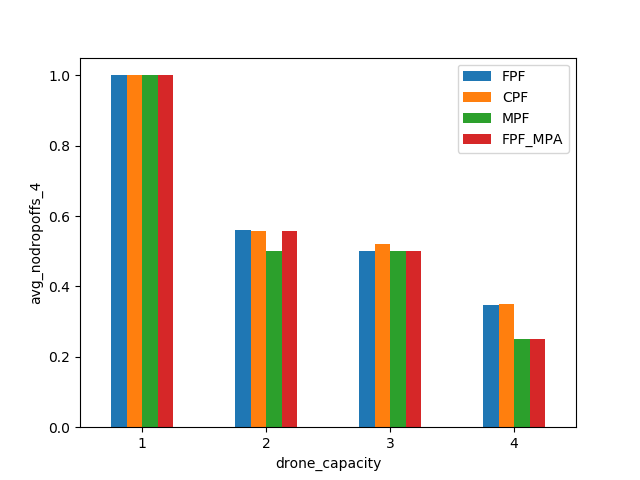 1.0
0.8
0.6
0.4
0.2
0.0
avg_nodropoffs_4
1 2 3 4
drone_capacity
FPF
CPF
MPF
FPF_MPA